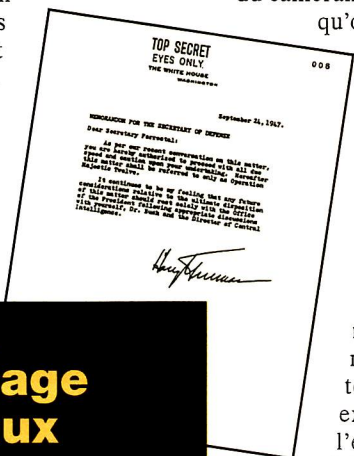 qu'
TOP SECRET
EYES ONLY
THE WHITE HOUSE
WASHINGTON
008
September 24, 1947.
MEMORANDUM FOR THE SECRETARY OF DEFENSE
Dear Secretary Forrestal:
As per our recent conversation on this matter,
you are hereby authorized to proceed with all due
speed and caution upon your undertaking. Hereafter
this matter shall be referred to only as Operation
Majestic Twelve.
It continues to be my feeling that any future
considerations relative to the ultimate disposition
of this matter should rest solely with the Office
of the President following appropriate discussions
with yourself, Dr. Bush and the Director of Central
Intelligence.
Harry Truman
age
ux
te
ex
l'é